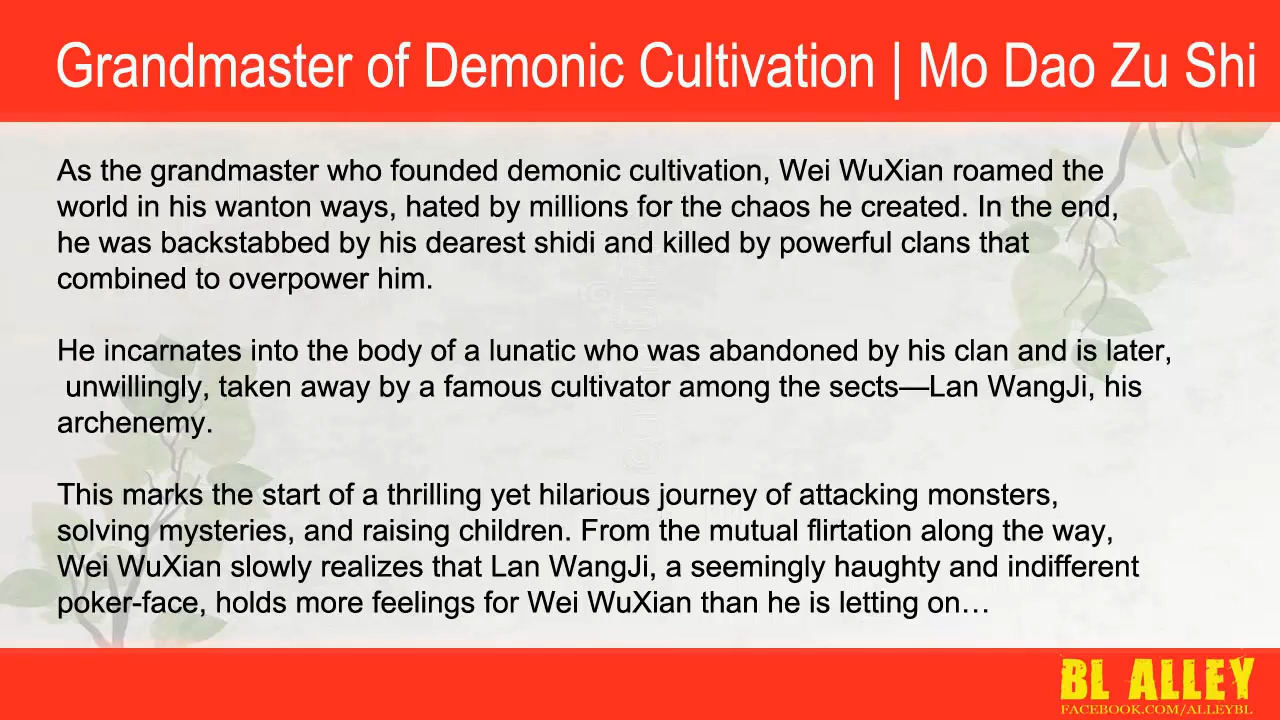 Grandmaster of Demonic Cultivation | Mo Dao Zu Shi
As the grandmaster who founded demonic cultivation, Wei WuXian roamed the
world in his wanton ways, hated by millions for the chaos he created. In the end,
he was backstabbed by his dearest shidi and killed by powerful clans that
combined to overpower him.
He incarnates into the body of a lunatic who was abandoned by his clan and is later,
unwillingly, taken away by a famous cultivator among the sects—Lan WangJi, his
archenemy.
This marks the start of a thrilling yet hilarious journey of attacking monsters,
solving mysteries, and raising children. From the mutual flirtation along the way,
Wei WuXian slowly realizes that Lan WangJi, a seemingly haughty and indifferent
poker-face, holds more feelings for Wei WuXian than he is letting on…
BL ALLEY
FACEBOOK.COM/ALLEYBL